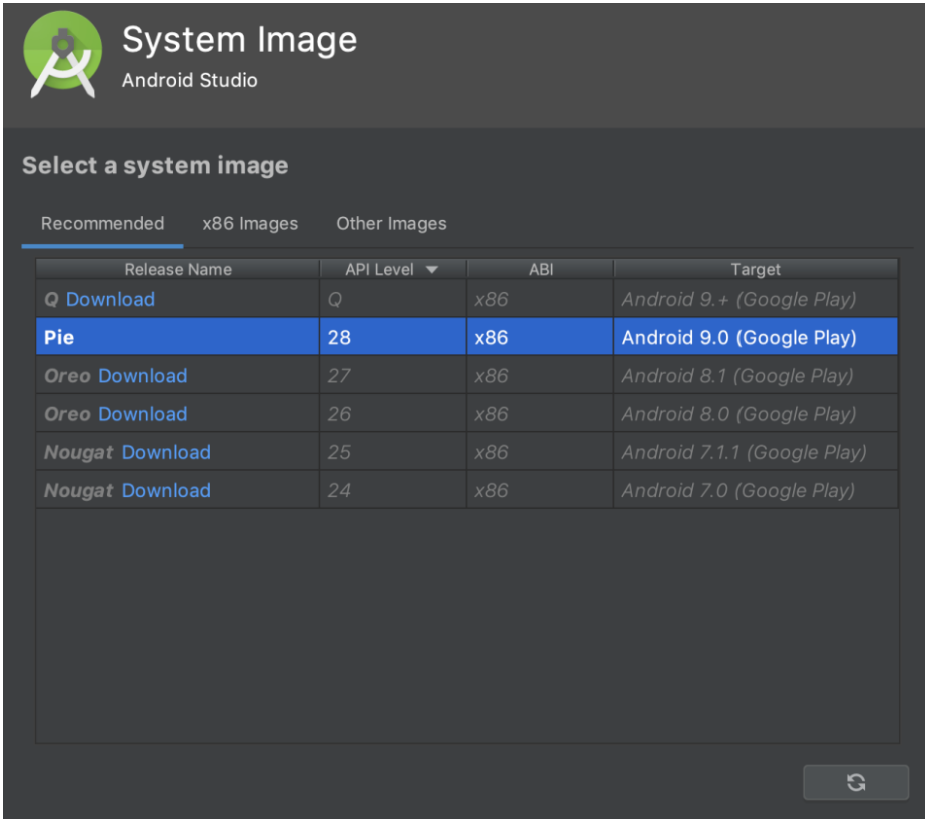 System Image
Android Studio
Select a system image
Recommended x86 Images Other Images
Release Name API Level ABI Target
Q Download Q x86 Android 9.+ (Google Play)
Pie 28 x86 Android 9.0 (Google Play)
Oreo Download 27 x86 Android 8.1 (Google Play)
Oreo Download 26 x86 Android 8.0 (Google Play)
Nougat Download 25 x86 Android 7.1.1 (Google Play)
Nougat Download 24 x86 Android 7.0 (Google Play)